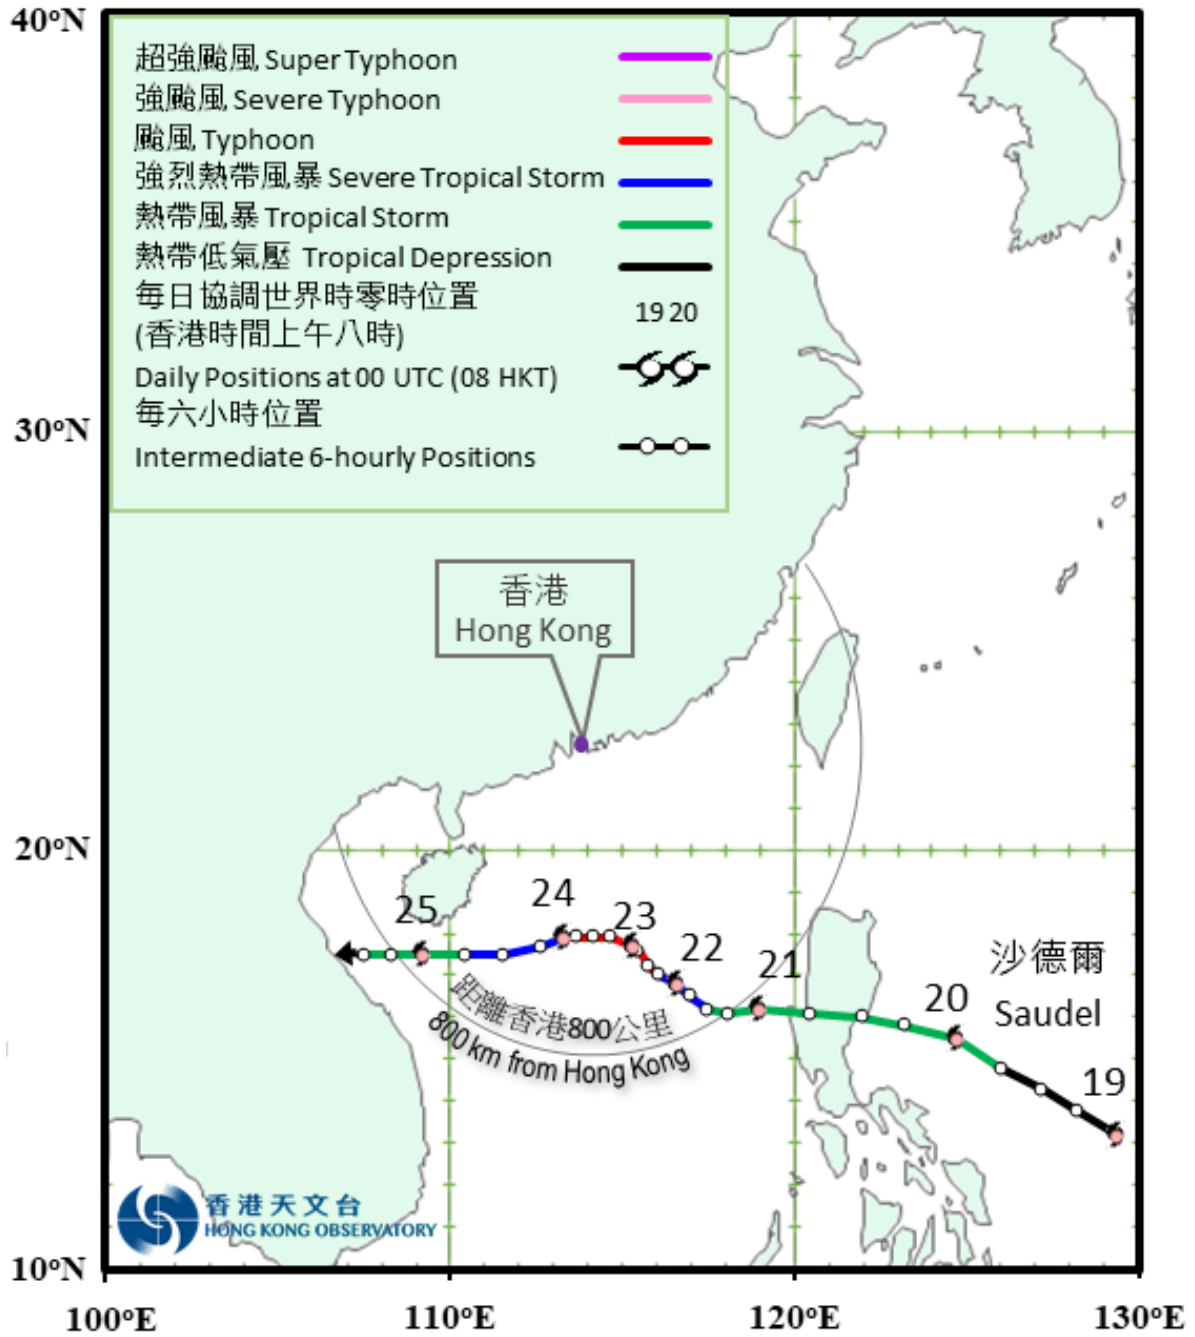 40°N
超強颱風 Super Typhoon
強颱風 Severe Typhoon
颱風 Typhoon
強烈熱帶風暴 Severe Tropical Storm
熱帶風暴 Tropical Storm
熱帶低氣壓 Tropical Depression
每日協調世界時零時位置
(香港時間上午八時)
19 20
Daily Positions at 00 UTC (08 HKT)
每六小時位置
Intermediate 6-hourly Positions
30°N
香港
Hong Kong
20°N
25
24
23
22
21
20
19
沙德爾
Saudel
距離香港800公里
800 km from Hong Kong
香港天文台
HONG KONG OBSERVATORY
10°N
100°E
110°E
120°E
130°E